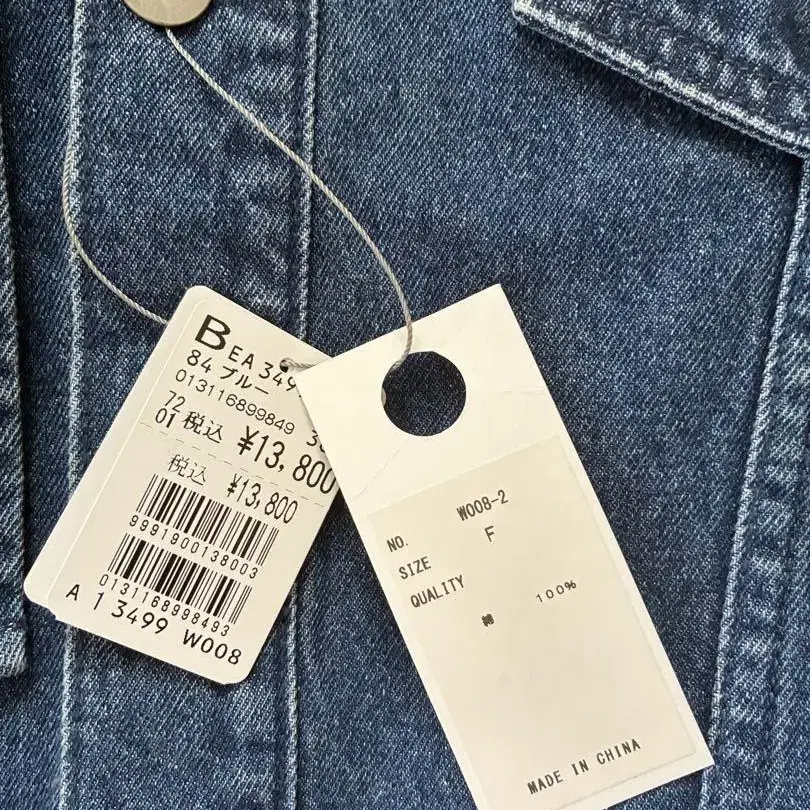 BEA349
84 ブルー
013116899849 3
72
01 税込 ¥13,800
税込 ¥13,800
9991900138003
0131168998493
A 1 3499 W008
NO. W008-2
SIZE F
QUALITY
綿 100%
MADE IN CHINA